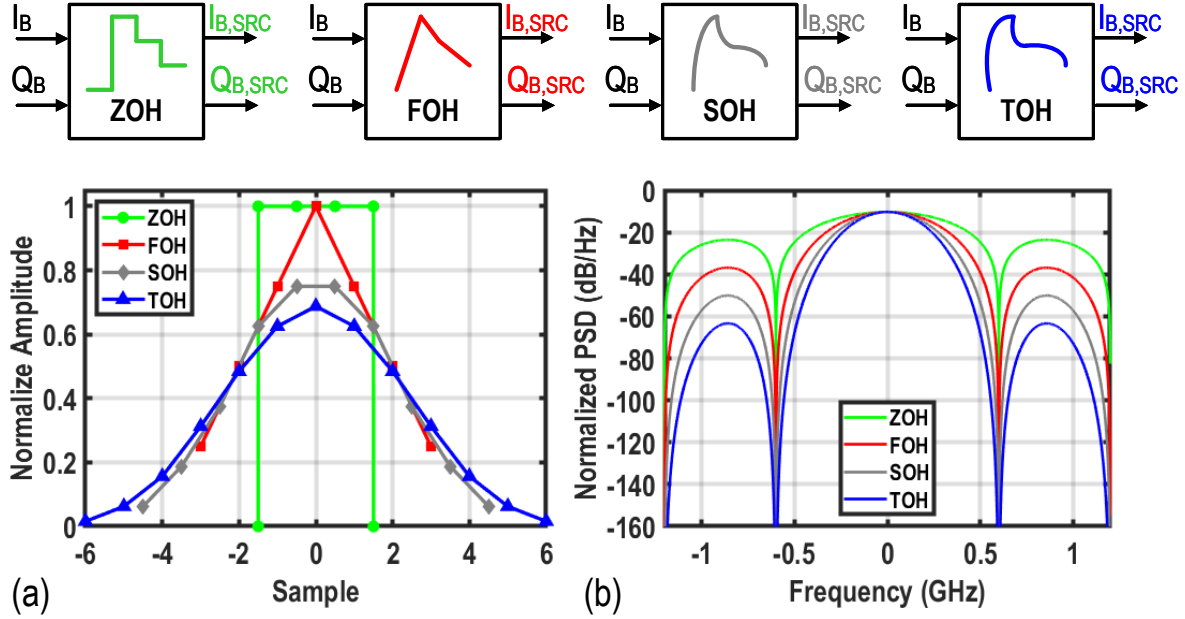 I_B I_B,SRC I_B I_B,SRC I_B I_B,SRC I_B I_B,SRC
Q_B Q_B,SRC Q_B Q_B,SRC Q_B Q_B,SRC Q_B Q_B,SRC
ZOH FOH SOH TOH
Normalize Amplitude
1
0.8
0.6
0.4
0.2
0
ZOH
FOH
SOH
TOH
-6 -4 -2 0 2 4 6
Sample
(a)
Normalized PSD (dB/Hz)
0
-20
-40
-60
-80
-100
-120
-140
-160
ZOH
FOH
SOH
TOH
-1 -0.5 0 0.5 1
Frequency (GHz)
(b)